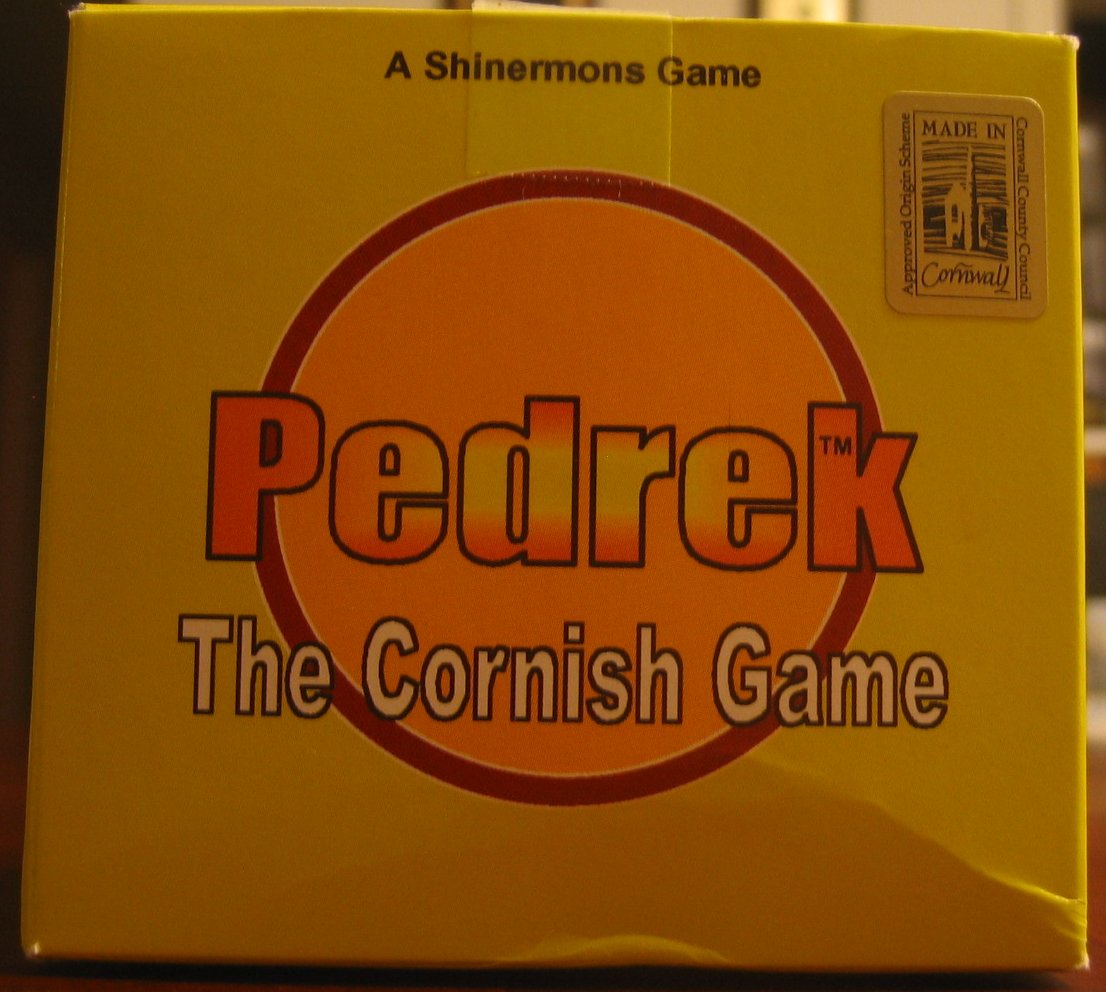 A Shinermons Game
Approved Origin Scheme
MADE IN
Cornwall
Cornwall County Council
Pedrek™
The Cornish Game